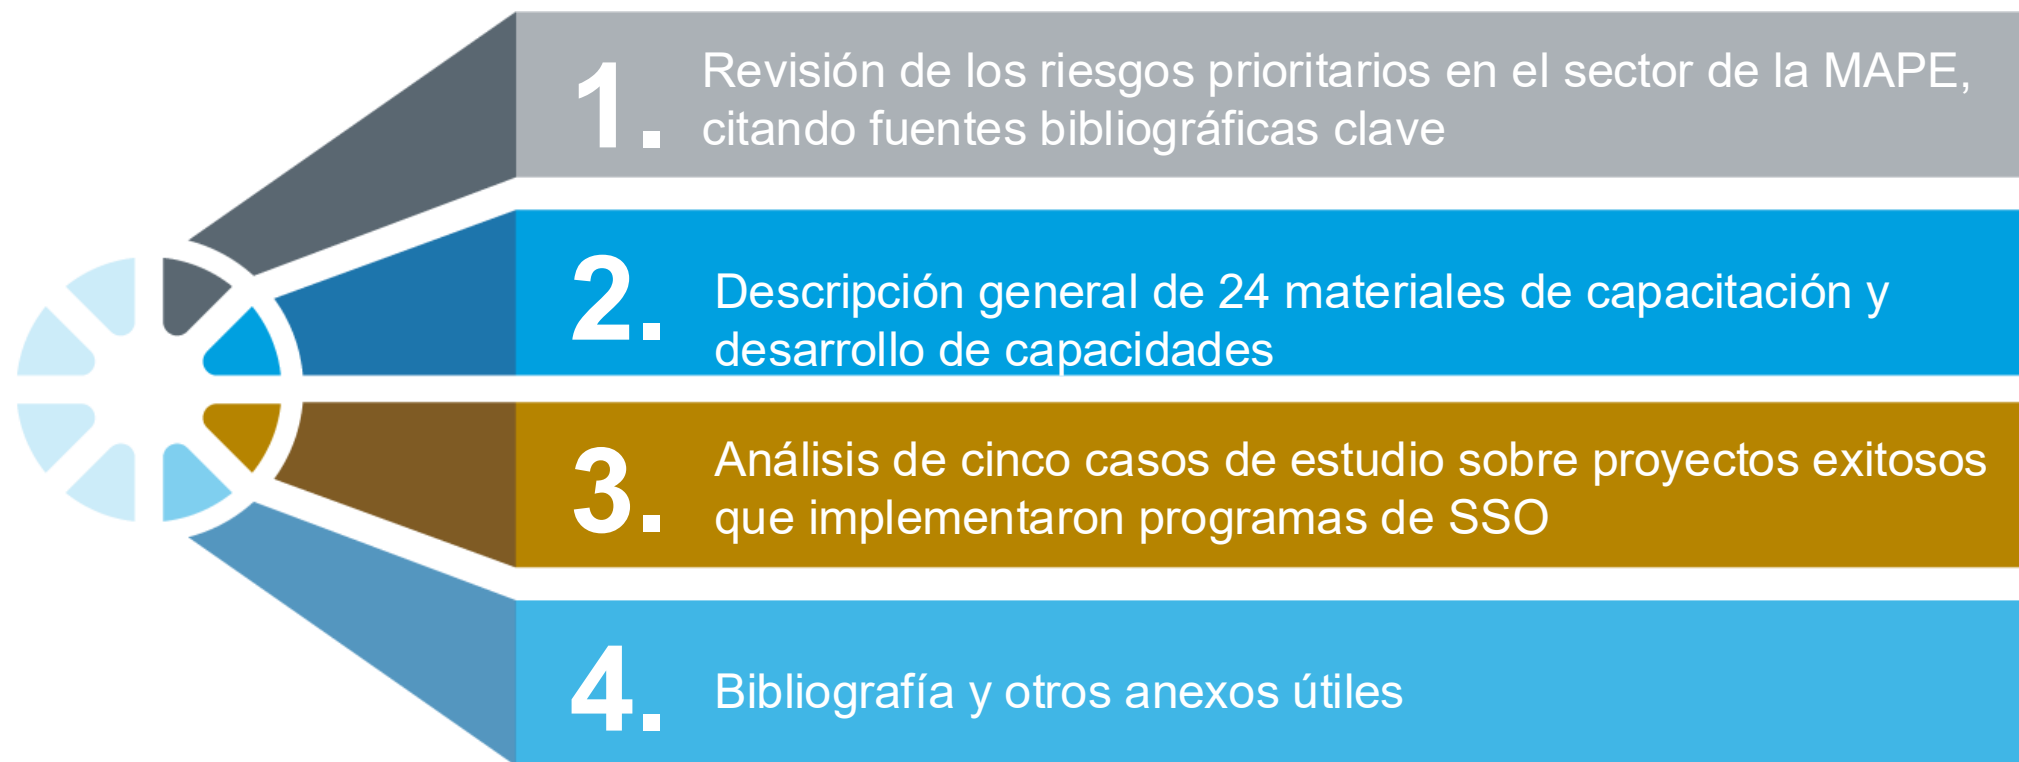 1.
Revisión de los riesgos prioritarios en el sector de la MAPE,
citando fuentes bibliográficas clave
2.
Descripción general de 24 materiales de capacitación y
desarrollo de capacidades
3.
Análisis de cinco casos de estudio sobre proyectos exitosos
que implementaron programas de SSO
4.
Bibliografía y otros anexos útiles